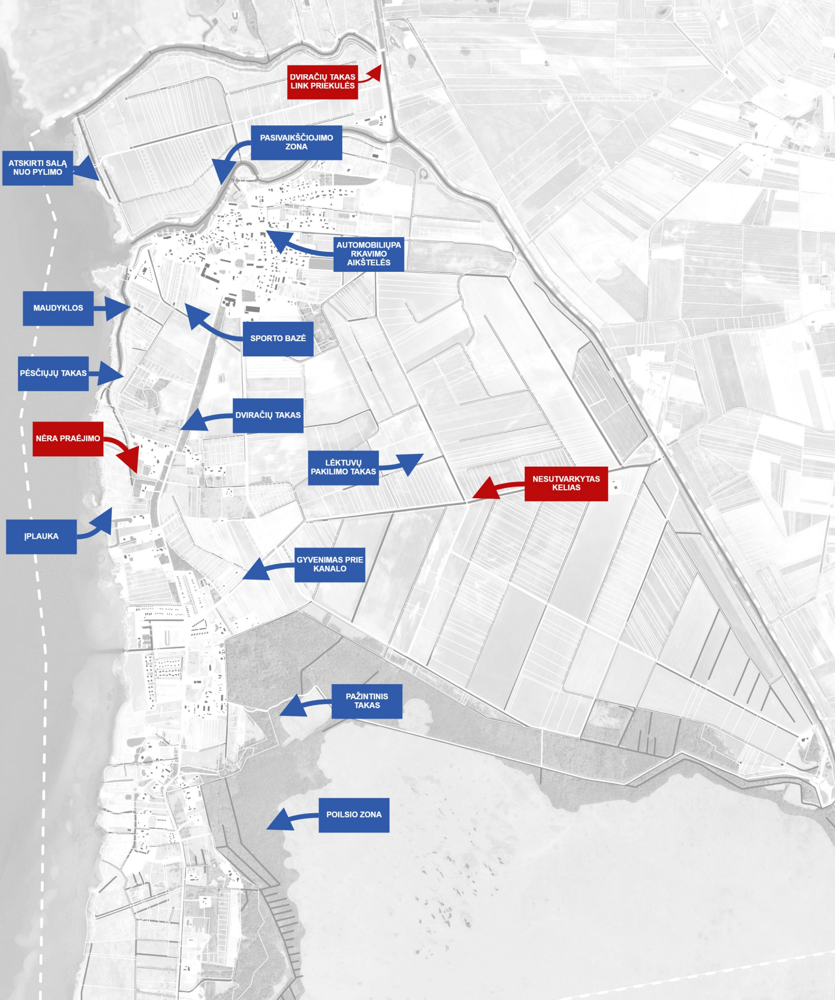 DVIRAČIŲ TAKAS
LINK PRIEKULĖS
PASIVAIKŠČIOJIMO
ZONA
ATSKIRTI SALĄ
NUO PYLIMO
AUTOMOBILIŲPA
RKAVIMO
AIKŠTELĖS
MAUDYKLOS
SPORTO BAZĖ
PĖSČIŲJŲ TAKAS
DVIRAČIŲ TAKAS
NĖRA PRAĖJIMO
LĖKTUVŲ
PAKILIMO TAKAS
NESUTVARKYTAS
KELIAS
ĮPLAUKA
GYVENIMAS PRIE
KANALO
PAŽINTINIS
TAKAS
POILSIO ZONA